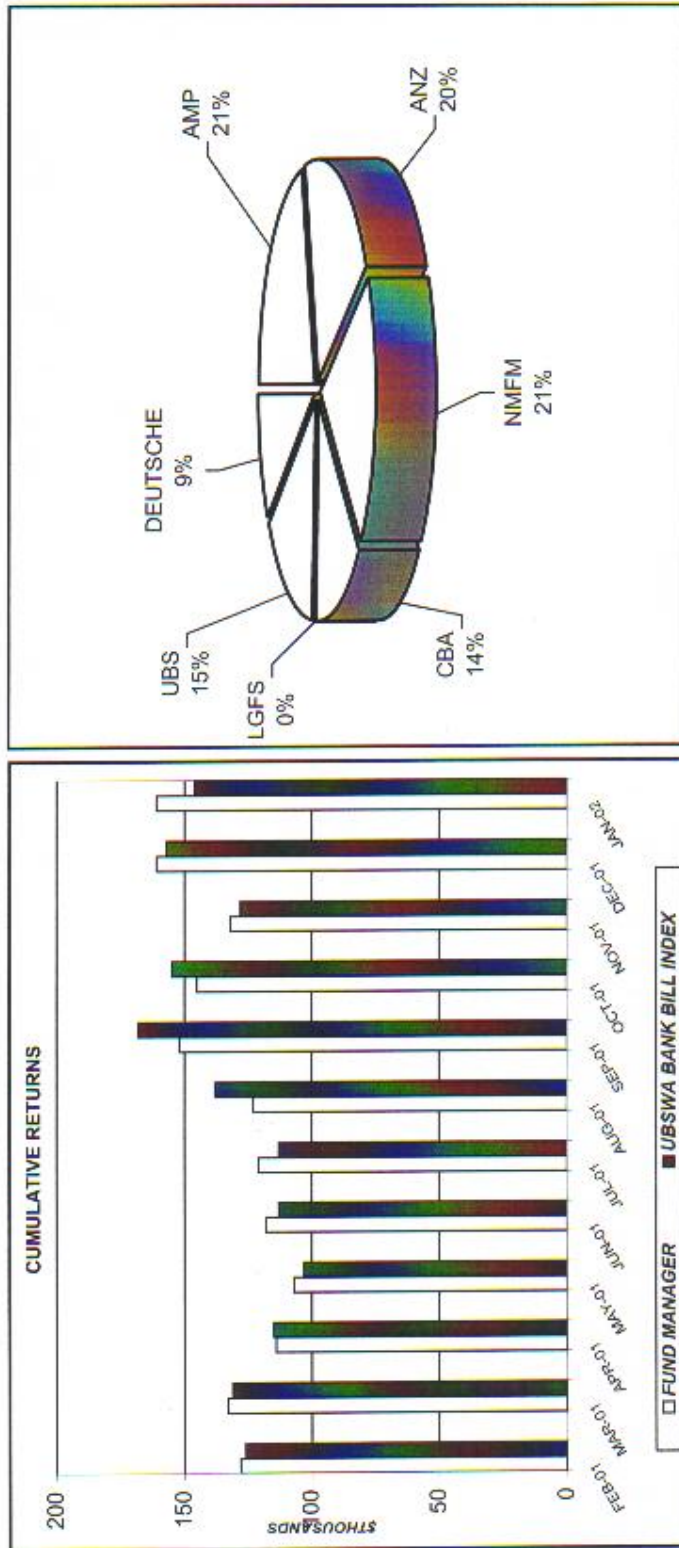 CUMULATIVE RETURNS
200
150
100
50
0
$THOUSANDS
FEB-01
MAR-01
APR-01
MAY-01
JUN-01
JUL-01
AUG-01
SEP-01
OCT-01
NOV-01
DEC-01
JAN-02
FUND MANAGER
UBSWA BANK BILL INDEX
DEUTSCHE
9%
AMP
21%
UBS
15%
LGFS
0%
CBA
14%
NMFM
21%
ANZ
20%